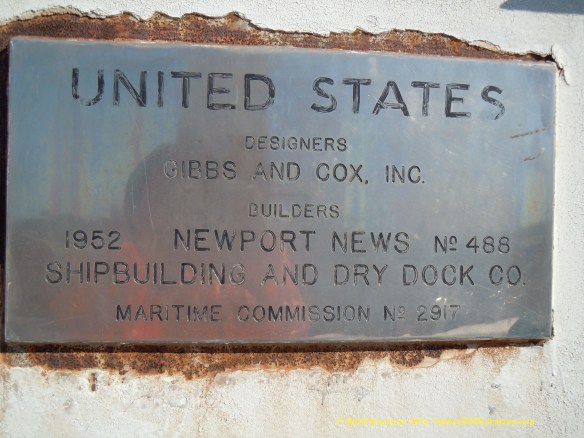 UNITED STATES
DESIGNERS
GIBBS AND COX, INC.
BUILDERS
1952 NEWPORT NEWS Nº 488
SHIPBUILDING AND DRY DOCK CO.
MARITIME COMMISSION Nº 2917